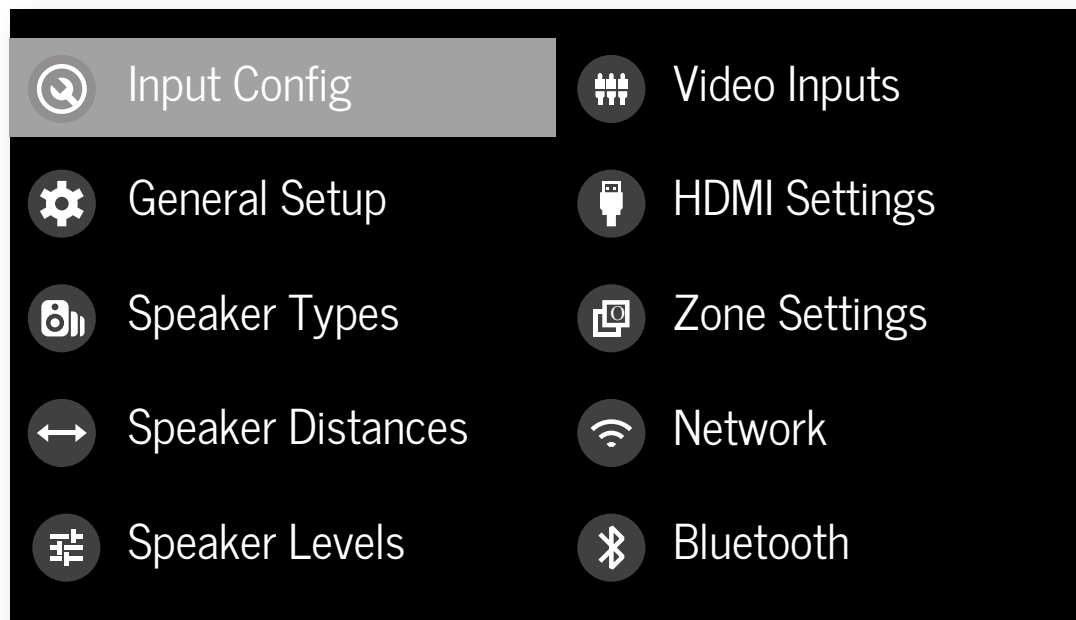 Input Config
General Setup
Speaker Types
Speaker Distances
Speaker Levels
Video Inputs
HDMI Settings
O
Zone Settings
Network
Bluetooth